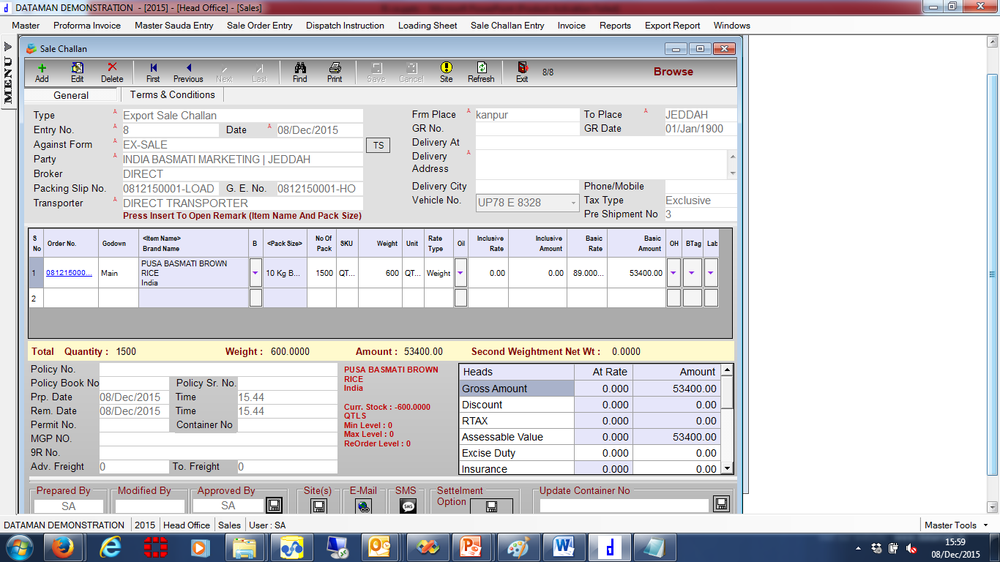 DATAMAN DEMONSTRATION - [2015] - [Head Office] - [Sales]
Master Proforma Invoice Master Sauda Entry Sale Order Entry Dispatch Instruction Loading Sheet Sale Challan Entry Invoice Reports Export Report Windows
MENU
Sale Challan
Add Edit Delete First Previous Next Last Find Print Save Cancel Site Refresh Exit 8/8 Browse
General Terms & Conditions
Type Export Sale Challan Frm Place kanpur To Place JEDDAH
Entry No. 8 Date 08/Dec/2015 GR No. GR Date 01/Jan/1900
Against Form EX-SALE TS Delivery At
Party INDIA BASMATI MARKETING | JEDDAH Delivery Address
Broker DIRECT
Packing Slip No. 0812150001-LOAD G. E. No. 0812150001-HO Delivery City Phone/Mobile
Transporter DIRECT TRANSPORTER Vehicle No. UP78 E 8328 Tax Type Exclusive
Press Insert To Open Remark (Item Name And Pack Size) Pre Shipment No 3
S No Order No. Godown <Item Name> Brand Name B <Pack Size> No Of Pack SKU Weight Unit Rate Type Oil Inclusive Rate Inclusive Amount Basic Rate Basic Amount OH BTag Lab
1 081215000... Main PUSA BASMATI BROWN RICE India 10 Kg B... 1500 QT... 600 QT... Weight 0.00 0.00 89.000... 53400.00
2
Total Quantity : 1500 Weight : 600.0000 Amount : 53400.00 Second Weightment Net Wt : 0.0000
Policy No.
Policy Book No Policy Sr. No.
Prp. Date 08/Dec/2015 Time 15.44
Rem. Date 08/Dec/2015 Time 15.44
Permit No. Container No
MGP NO.
9R No.
Adv. Freight 0 To. Freight 0
PUSA BASMATI BROWN
RICE
India
Curr. Stock : -600.0000
QTLS
Min Level : 0
Max Level : 0
ReOrder Level : 0
Heads At Rate Amount
Gross Amount 0.000 53400.00
Discount 0.000 0.00
RTAX 0.000 0.00
Assessable Value 0.000 53400.00
Excise Duty 0.000 0.00
Insurance 0.000 0.00
Prepared By Modified By Approved By Site(s) E-Mail SMS Settelment Option Update Container No
SA SA SMS
DATAMAN DEMONSTRATION 2015 Head Office Sales User : SA Master Tools
15:59
08/Dec/2015